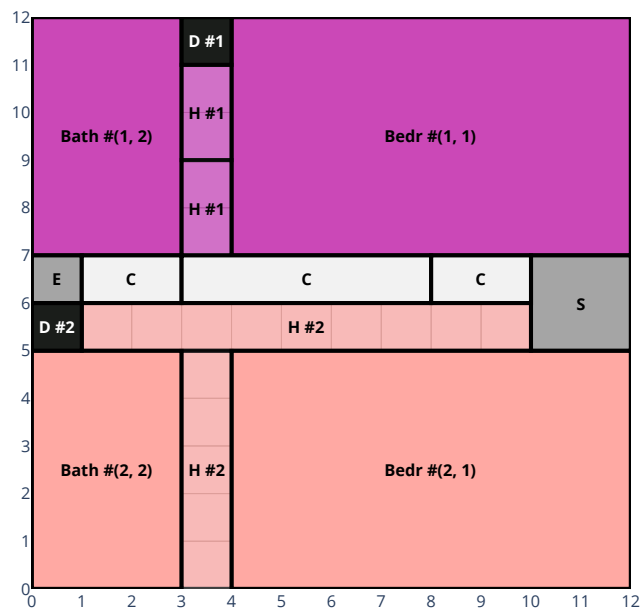 12
11
10
9
8
7
6
5
4
3
2
1
0
D #1
H #1
Bath #(1, 2)
Bedr #(1, 1)
H #1
E
C
C
C
S
D #2
H #2
Bath #(2, 2)
H #2
Bedr #(2, 1)
0 1 2 3 4 5 6 7 8 9 10 11 12